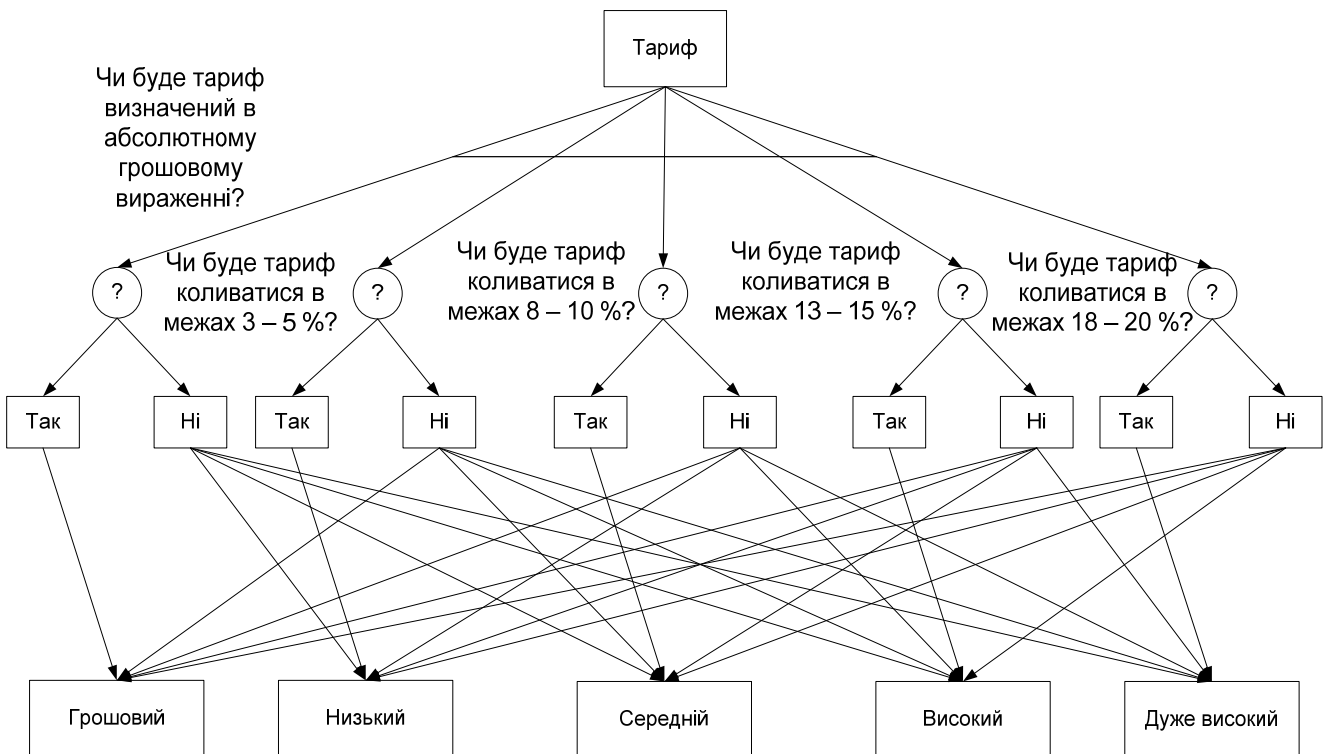 Тариф
Чи буде тариф
визначений в
абсолютному
грошовому
вираженні?
?
Чи буде тариф
коливатися в
межах 3 – 5 %?
?
Чи буде тариф
коливатися в
межах 8 – 10 %?
?
Чи буде тариф
коливатися в
межах 13 – 15 %?
?
Чи буде тариф
коливатися в
межах 18 – 20 %?
?
Так
Ні
Так
Ні
Так
Ні
Так
Ні
Так
Ні
Грошовий
Низький
Середній
Високий
Дуже високий